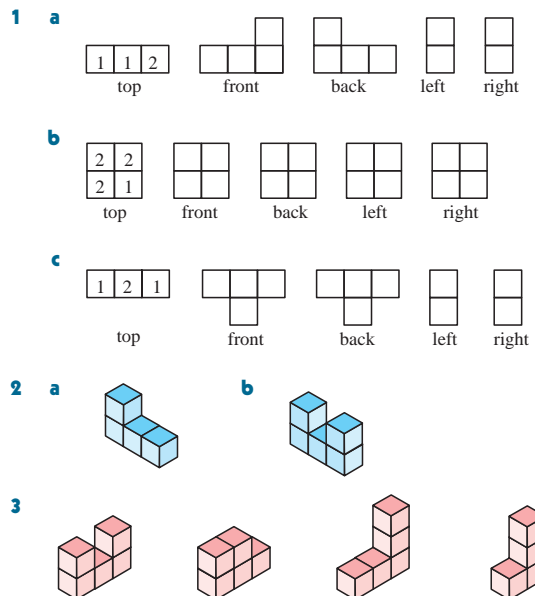 1 a
1 1 2
top front back left right
b
2 2
2 1
top front back left right
c
1 2 1
top front back left right
2 a b
3